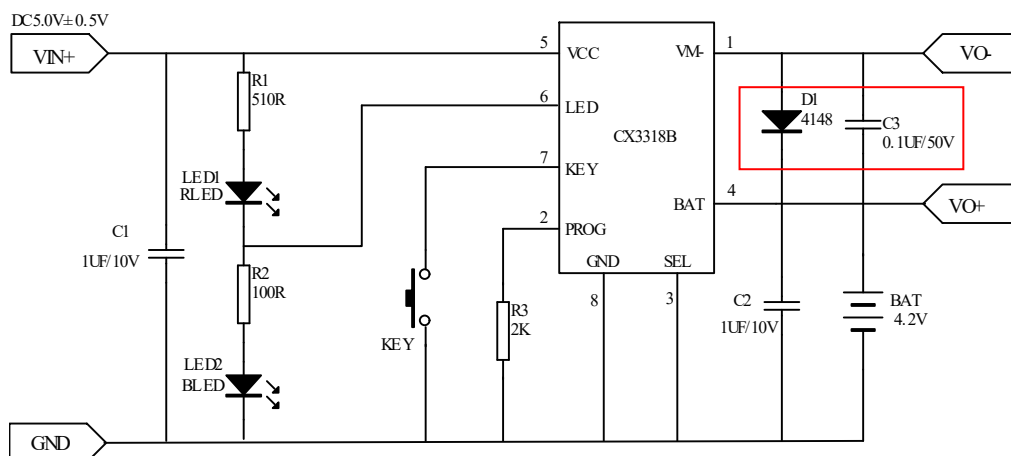 DC5.0V±0.5V
VIN+
5
VCC
VM-
1
VO-
R1
510R
6
LED
D1
4148
CX3318B
C3
0.1UF/50V
7
KEY
LED1
RLED
4
BAT
VO+
2
PROG
C1
1UF/10V
GND
SEL
R2
100R
8
3
C2
1UF/10V
BAT
4.2V
R3
2K
KEY
LED2
BLED
GND